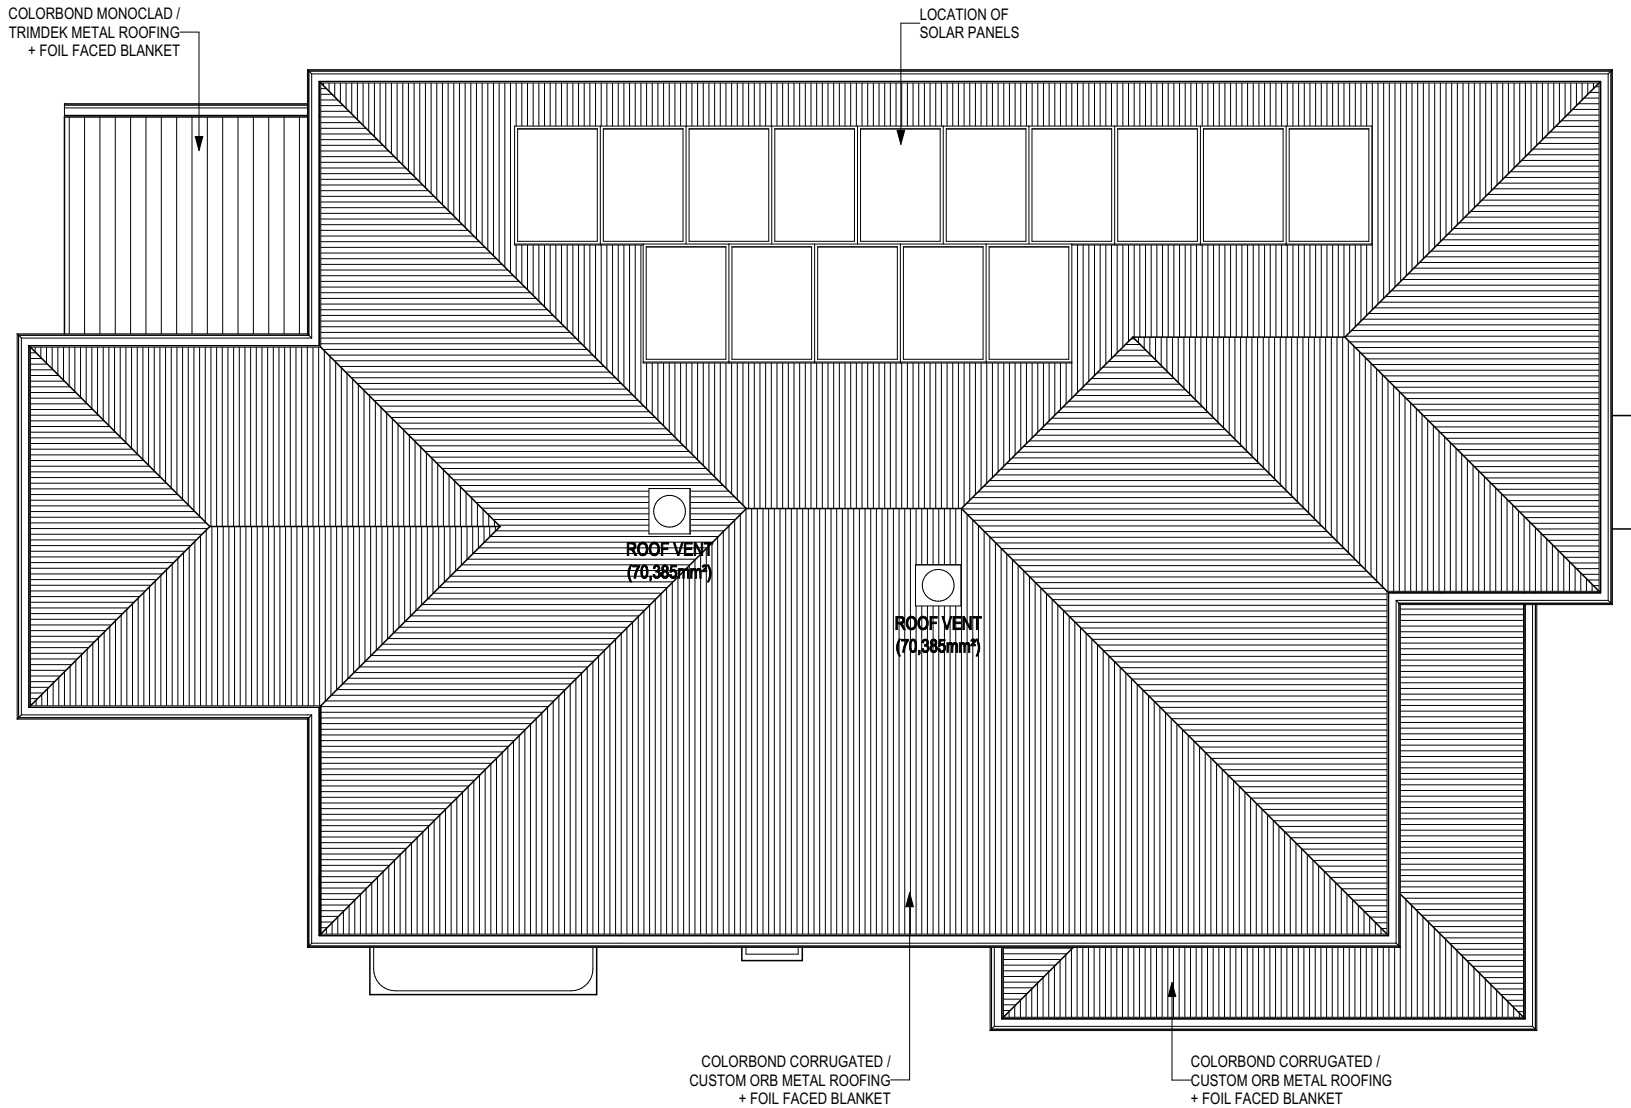 COLORBOND MONOCLAD /
TRIMDEK METAL ROOFING
+ FOIL FACED BLANKET
LOCATION OF
SOLAR PANELS
ROOF VENT
(70,385mm²)
ROOF VENT
(70,385mm²)
COLORBOND CORRUGATED /
CUSTOM ORB METAL ROOFING
+ FOIL FACED BLANKET
COLORBOND CORRUGATED /
CUSTOM ORB METAL ROOFING
+ FOIL FACED BLANKET